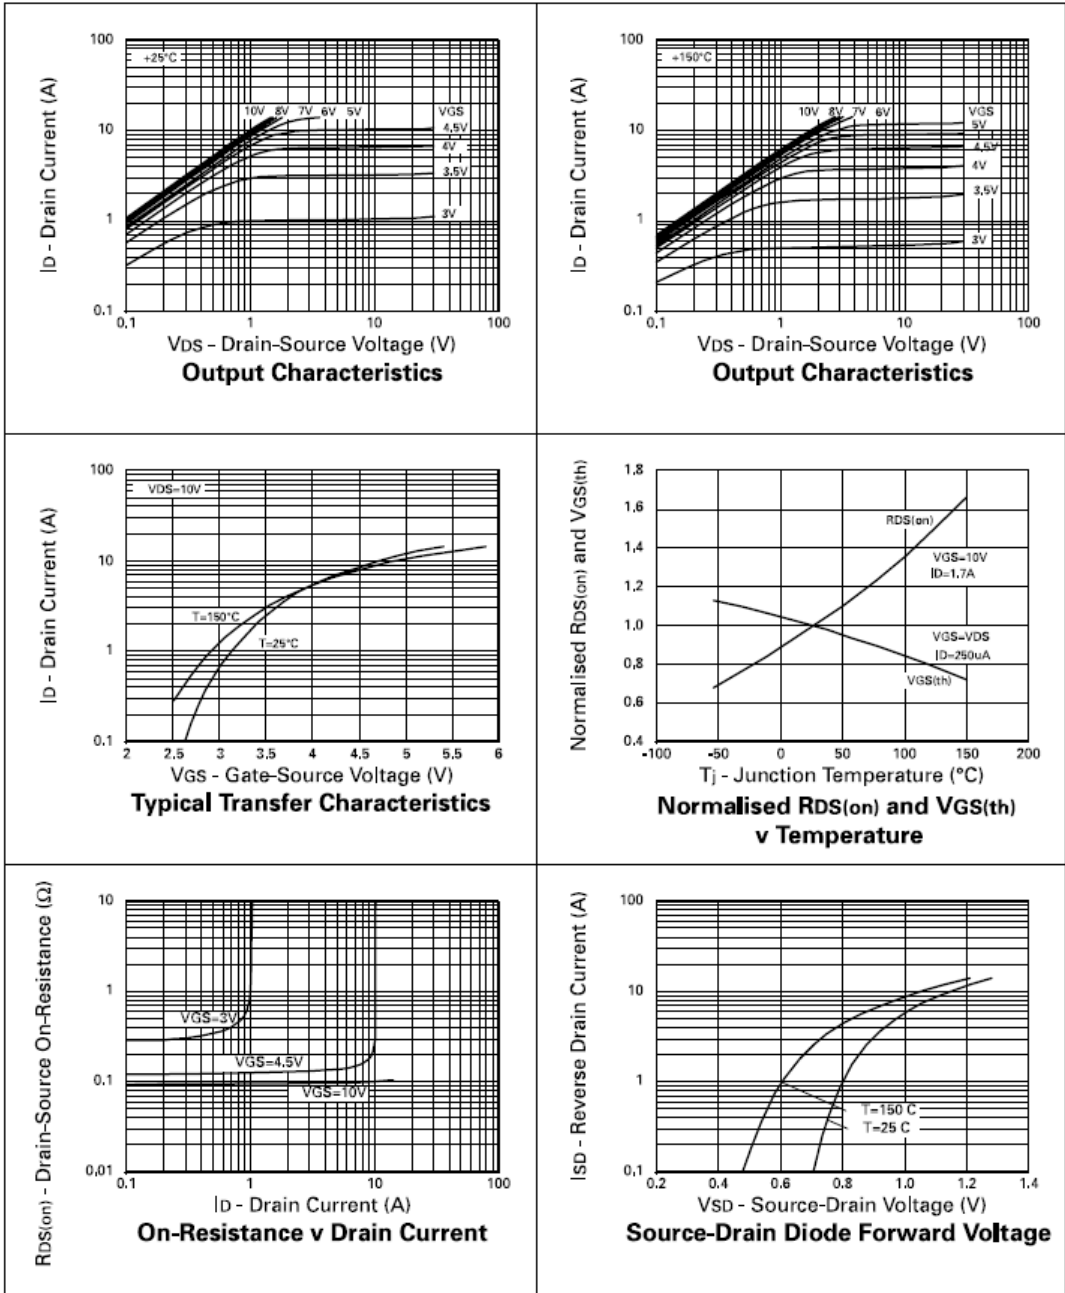 ID - Drain Current (A)
100
10
1
0.1
+25°C
10V 8V 7V 6V 5V
VGS
4.5V
4V
3.5V
3V
0.1 1 10 100
VDS - Drain-Source Voltage (V)
Output Characteristics
ID - Drain Current (A)
100
10
1
0.1
+150°C
10V 8V 7V 6V
VGS
5V
4.5V
4V
3.5V
3V
0.1 1 10 100
VDS - Drain-Source Voltage (V)
Output Characteristics
ID - Drain Current (A)
100
10
1
0.1
VDS=10V
T=150°C
T=25°C
2 2.5 3 3.5 4 4.5 5 5.5 6
VGS - Gate-Source Voltage (V)
Typical Transfer Characteristics
Normalised RDS(on) and VGS(th)
1.8
1.6
1.4
1.2
1.0
0.8
0.6
0.4
RDS(on)
VGS=10V
ID=1.7A
VGS=VDS
ID=250uA
VGS(th)
-100 -50 0 50 100 150 200
Tj - Junction Temperature (°C)
Normalised RDS(on) and VGS(th)
v Temperature
RDS(on) - Drain-Source On-Resistance (Ω)
10
1
0.1
0.01
VGS=3V
VGS=4.5V
VGS=10V
0.1 1 10 100
ID - Drain Current (A)
On-Resistance v Drain Current
ISD - Reverse Drain Current (A)
100
10
1
0.1
T=150 C
T=25 C
0.2 0.4 0.6 0.8 1.0 1.2 1.4
VSD - Source-Drain Voltage (V)
Source-Drain Diode Forward Voltage